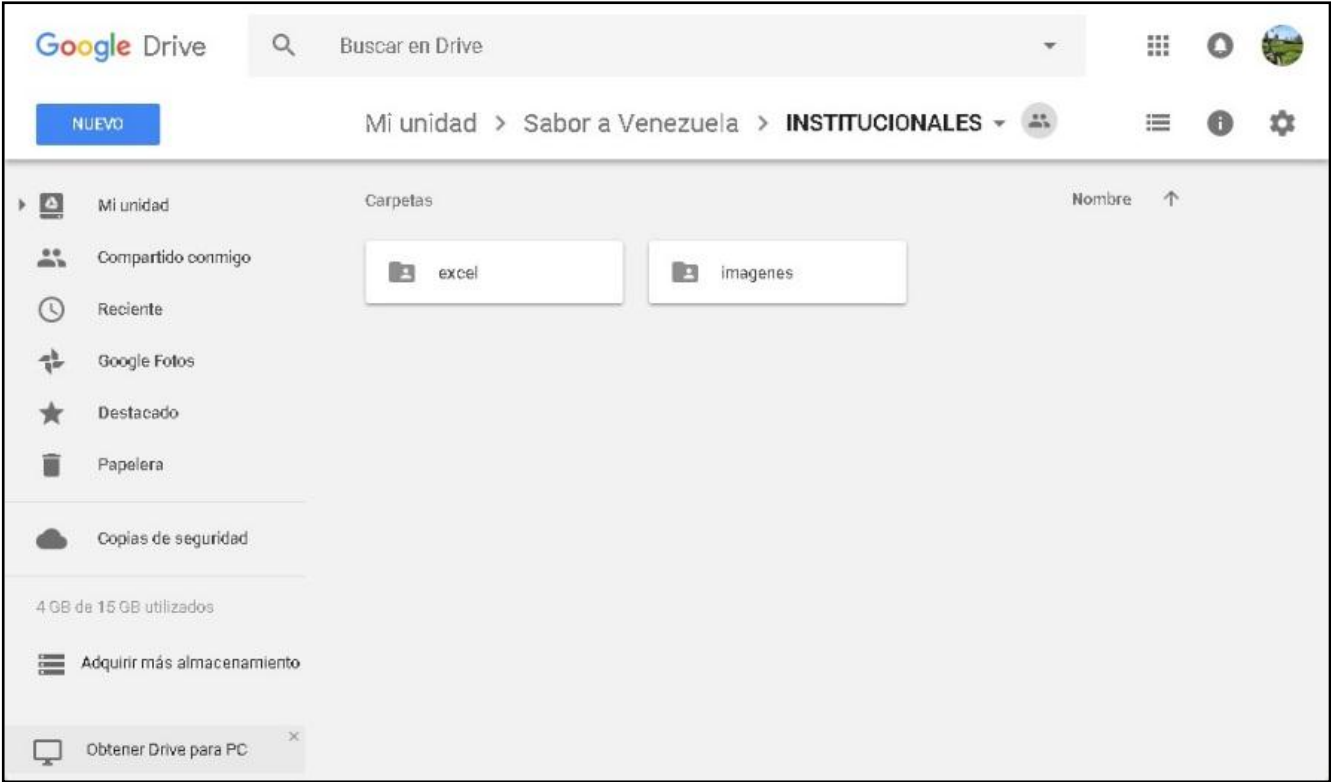 Google Drive
Buscar en Drive
NUEVO
Mi unidad > Sabor a Venezuela > INSTITUCIONALES
Mi unidad
Compartido conmigo
Reciente
Google Fotos
Destacado
Papelera
Copias de seguridad
4 GB de 15 GB utilizados
Adquirir más almacenamiento
Obtener Drive para PC
Carpetas
Nombre
excel
imagenes